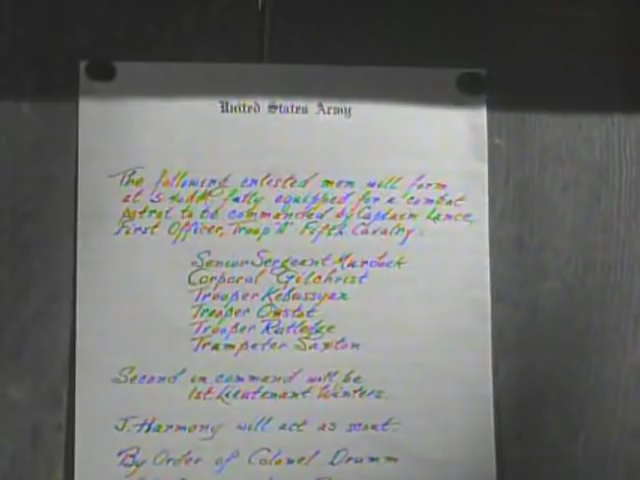 United States Army
The following enlisted men will form
at fully equipped for a combat
patrol to be commanded by Captain Lance,
First Officer, Troop "A" Fifth Cavalry.
Senior Sergeant Murdock
Corporal Gilchrist
Trooper Kebussyan
Trooper Onstot
Trooper Rutledge
Trumpeter Saxton
Second in command will be
1st. Lieutenant Winters.
J. Harmony will act as scout.
By Order of Colonel Drumm